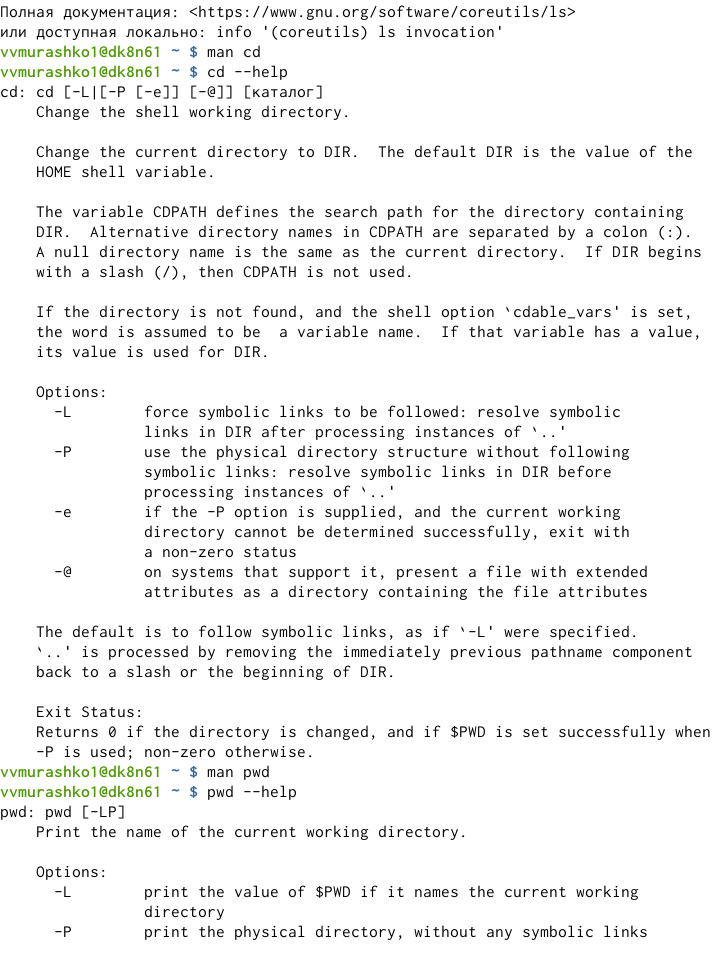 Полная документация: <https://www.gnu.org/software/coreutils/ls>
или доступная локально: info '(coreutils) ls invocation'
vvmurashko1@dk8n61 ~ $ man cd
vvmurashko1@dk8n61 ~ $ cd --help
cd: cd [-L|[-P [-e]] [-@]] [каталог]
    Change the shell working directory.

    Change the current directory to DIR.  The default DIR is the value of the
    HOME shell variable.

    The variable CDPATH defines the search path for the directory containing
    DIR.  Alternative directory names in CDPATH are separated by a colon (:).
    A null directory name is the same as the current directory.  If DIR begins
    with a slash (/), then CDPATH is not used.

    If the directory is not found, and the shell option `cdable_vars' is set,
    the word is assumed to be  a variable name.  If that variable has a value,
    its value is used for DIR.

    Options:
      -L        force symbolic links to be followed: resolve symbolic
                links in DIR after processing instances of `..'
      -P        use the physical directory structure without following
                symbolic links: resolve symbolic links in DIR before
                processing instances of `..'
      -e        if the -P option is supplied, and the current working
                directory cannot be determined successfully, exit with
                a non-zero status
      -@        on systems that support it, present a file with extended
                attributes as a directory containing the file attributes

    The default is to follow symbolic links, as if `-L' were specified.
    `..' is processed by removing the immediately previous pathname component
    back to a slash or the beginning of DIR.

    Exit Status:
    Returns 0 if the directory is changed, and if $PWD is set successfully when
    -P is used; non-zero otherwise.
vvmurashko1@dk8n61 ~ $ man pwd
vvmurashko1@dk8n61 ~ $ pwd --help
pwd: pwd [-LP]
    Print the name of the current working directory.

    Options:
      -L        print the value of $PWD if it names the current working
                directory
      -P        print the physical directory, without any symbolic links